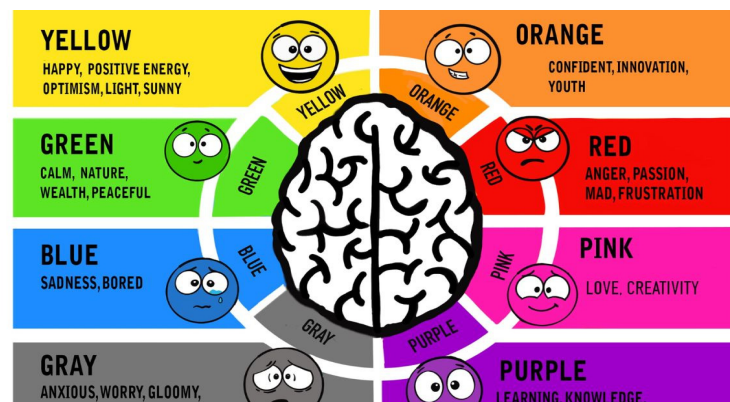 YELLOW
HAPPY, POSITIVE ENERGY,
OPTIMISM, LIGHT, SUNNY
ORANGE
CONFIDENT, INNOVATION,
YOUTH
YELLOW
ORANGE
GREEN
CALM, NATURE,
WEALTH, PEACEFUL
GREEN
RED
RED
ANGER, PASSION,
MAD, FRUSTRATION
BLUE
SADNESS, BORED
BLUE
PINK
PINK
LOVE, CREATIVITY
GRAY
PURPLE
GRAY
ANXIOUS, WORRY, GLOOMY,
PURPLE
LEARNING, KNOWLEDGE,